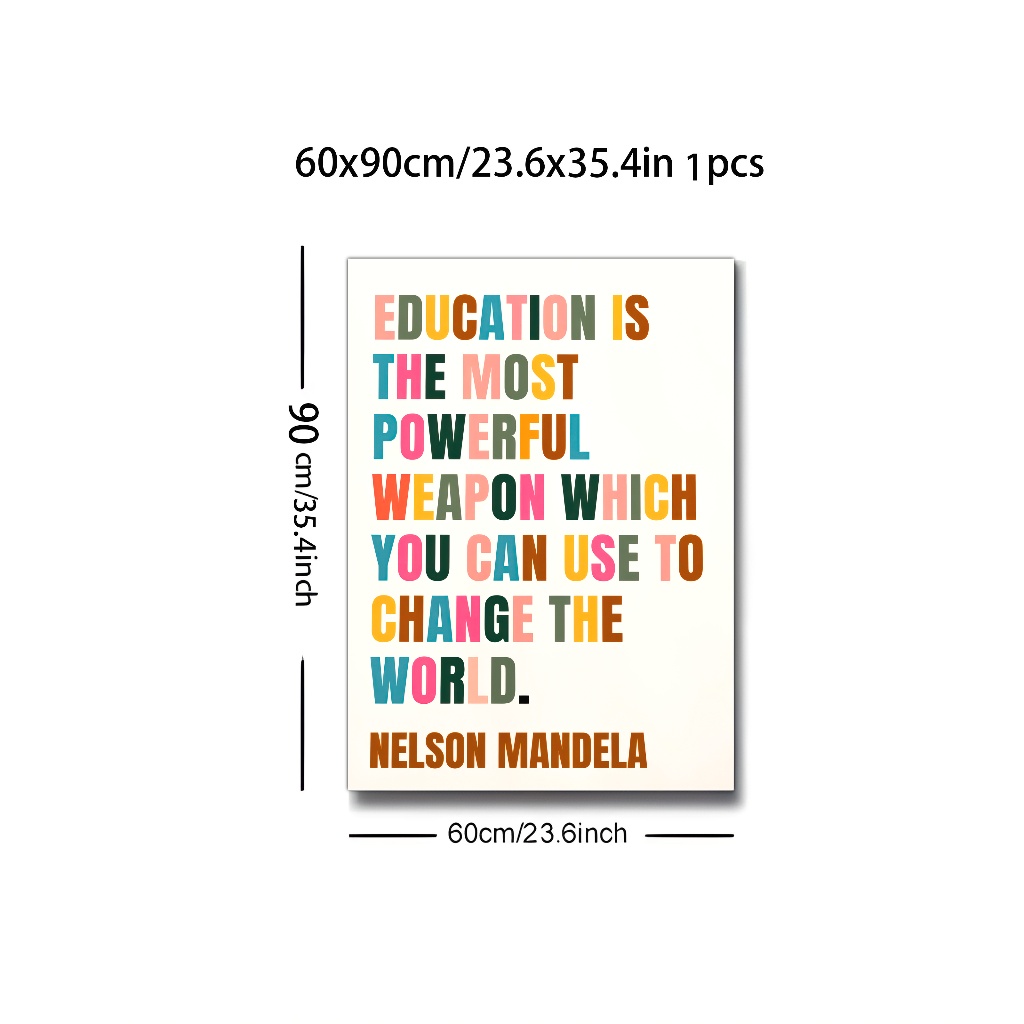 60x90cm/23.6x35.4in 1pcs
90 cm/35.4inch
EDUCATION IS
THE MOST
POWERFUL
WEAPON WHICH
YOU CAN USE TO
CHANGE THE
WORLD.
NELSON MANDELA
60cm/23.6inch